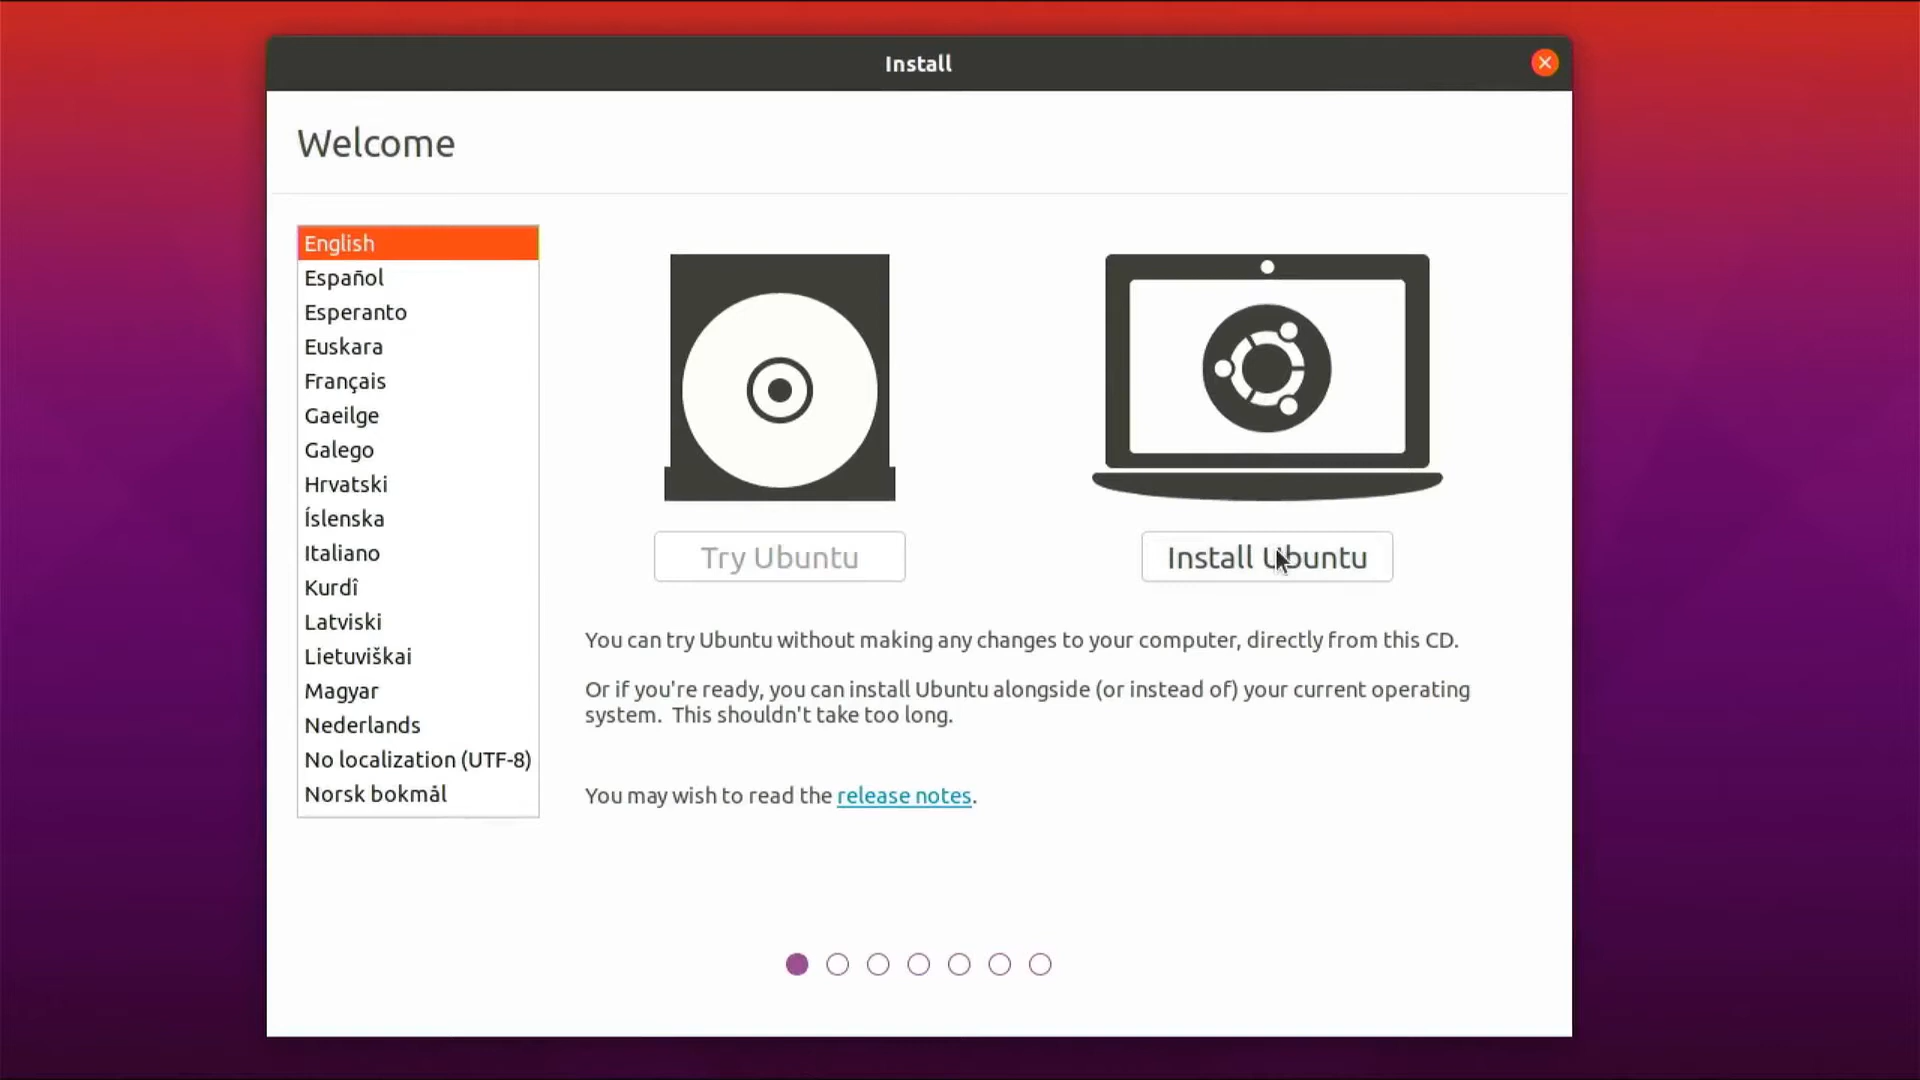 Install
Welcome
English
Español
Esperanto
Euskara
Français
Gaeilge
Galego
Hrvatski
Íslenska
Italiano
Kurdî
Latviski
Lietuviškai
Magyar
Nederlands
No localization (UTF-8)
Norsk bokmål
Try Ubuntu
Install Ubuntu
You can try Ubuntu without making any changes to your computer, directly from this CD.
Or if you're ready, you can install Ubuntu alongside (or instead of) your current operating
system.  This shouldn't take too long.
You may wish to read the release notes.